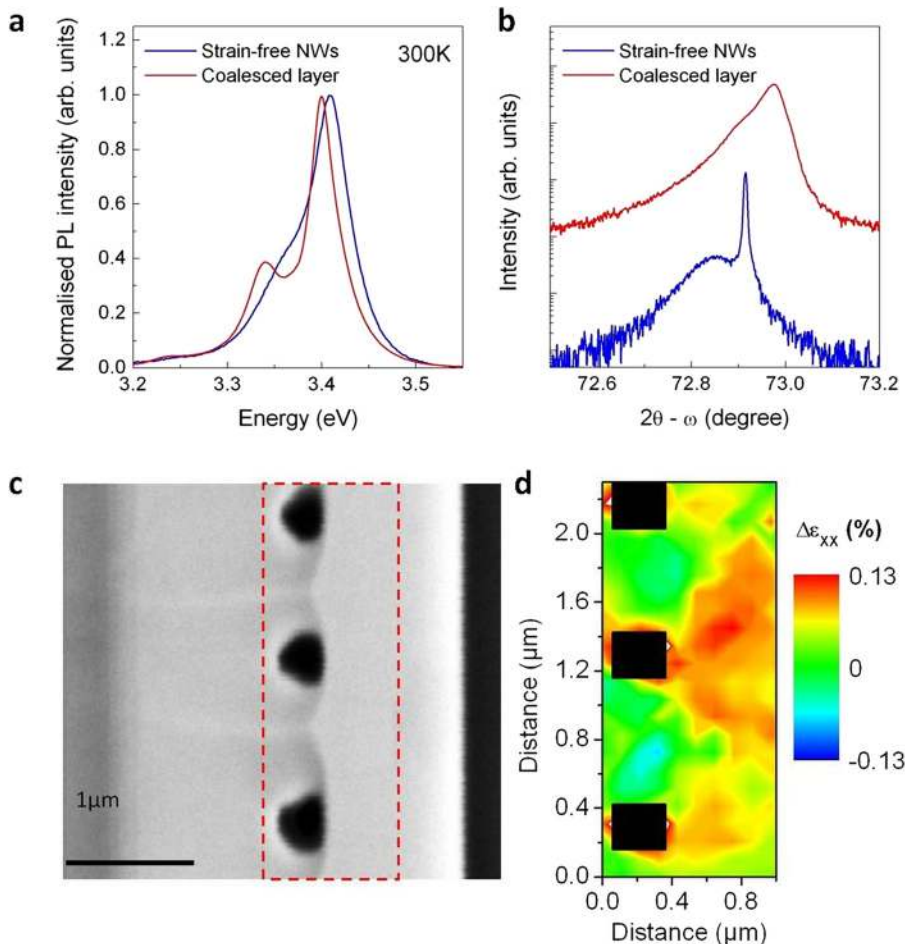 a
Normalised PL intensity (arb. units)
1.2
1.0
0.8
0.6
0.4
0.2
0.0
Strain-free NWs
Coalesced layer
300K
3.2
3.3
3.4
3.5
Energy (eV)
b
Intensity (arb. units)
Strain-free NWs
Coalesced layer
72.6
72.8
73.0
73.2
2θ - ω (degree)
c
1µm
d
Distance (µm)
2.0
1.6
1.2
0.8
0.4
0.0
0.0
0.4
0.8
Distance (µm)
Δεxx (%)
0.13
0
-0.13